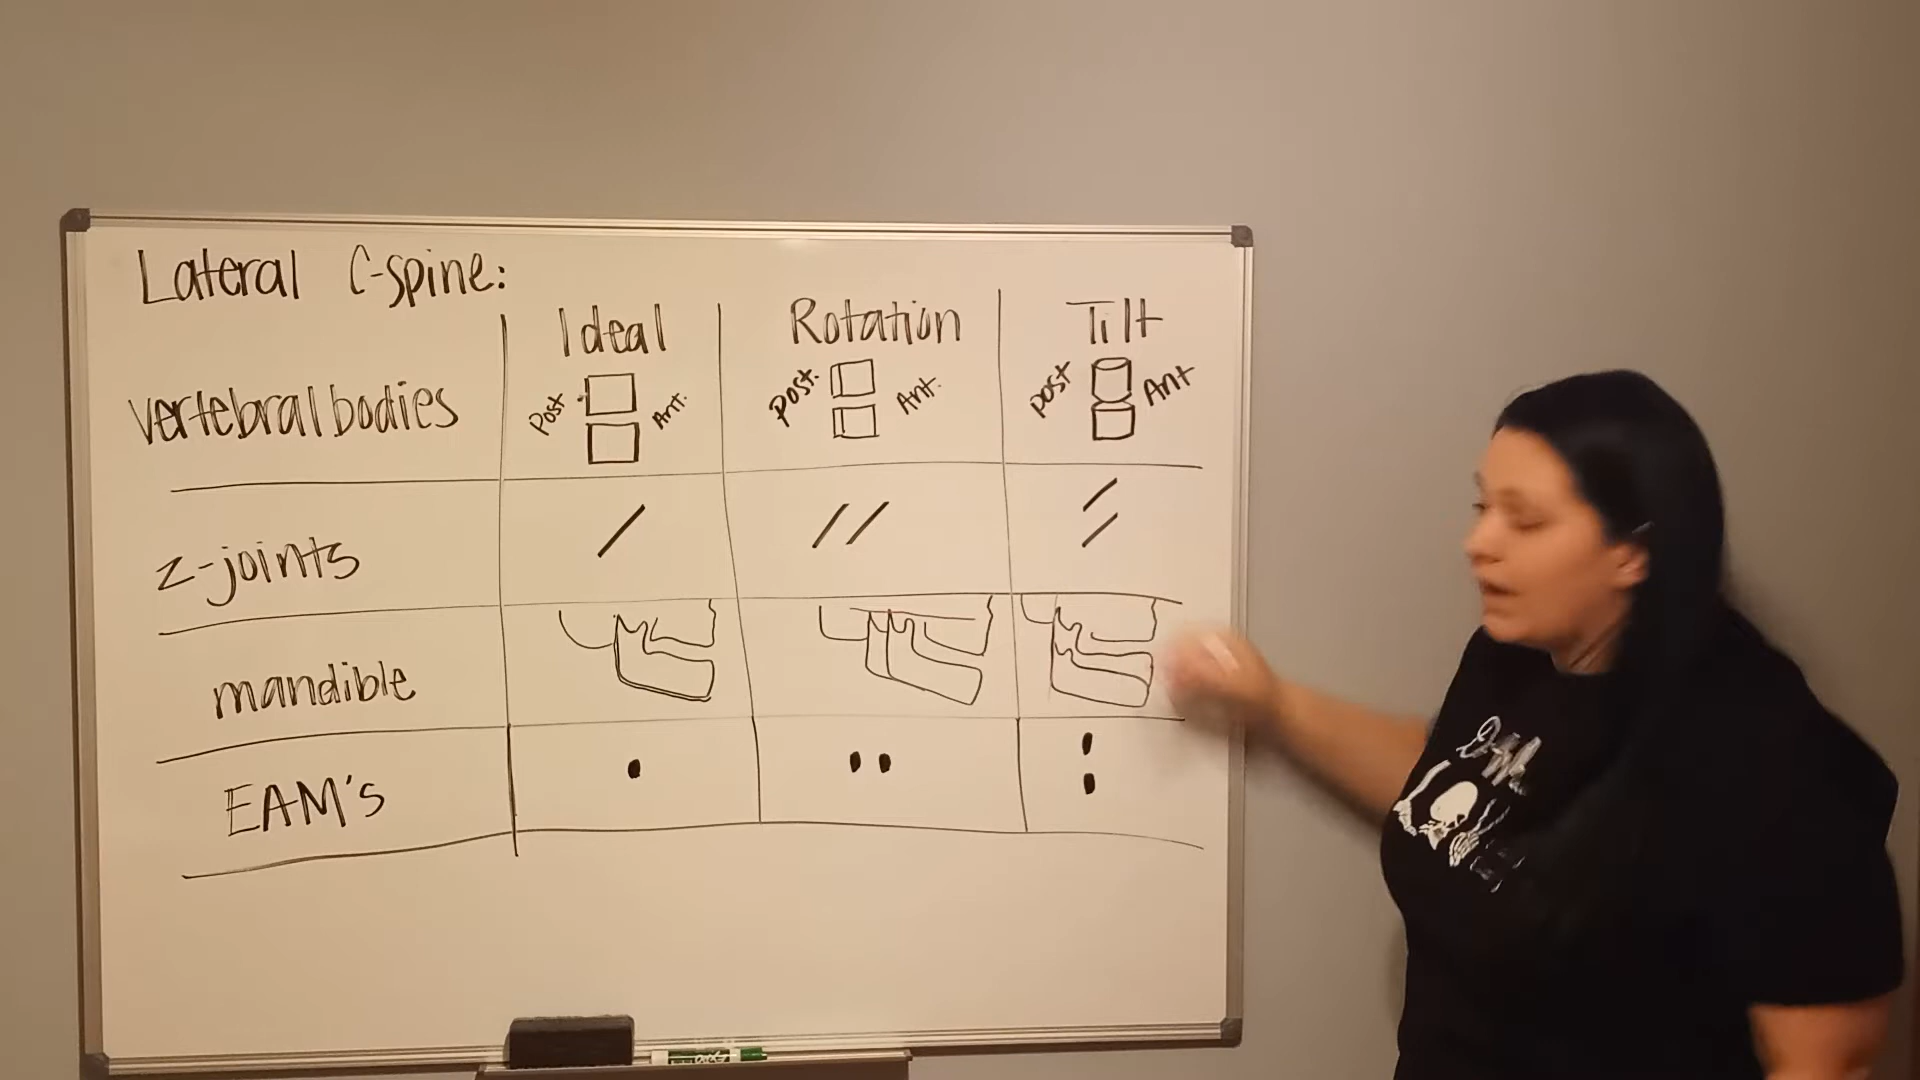 Lateral C-spine:
Ideal Rotation Tilt
vertebral bodies Post Ant. Post. Ant. Post Ant
z-joints
mandible
EAM's